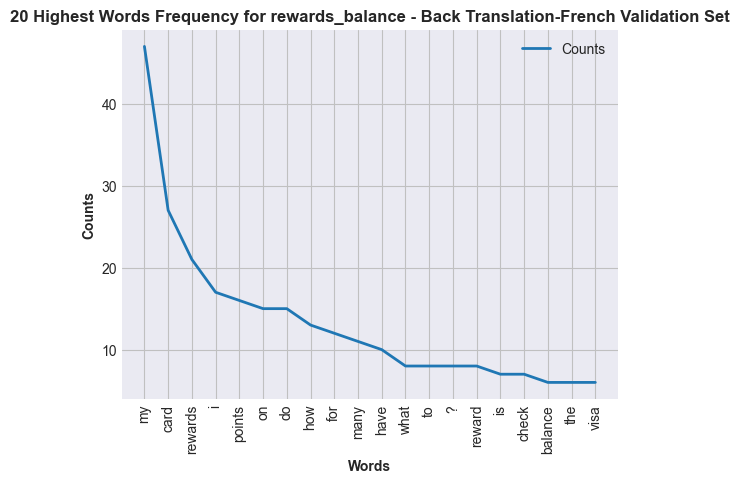 20 Highest Words Frequency for rewards_balance - Back Translation-French Validation Set
Counts
Counts
40
30
20
10
my
card
rewards
i
points
on
do
how
for
many
have
what
to
?
reward
is
check
balance
the
visa
Words